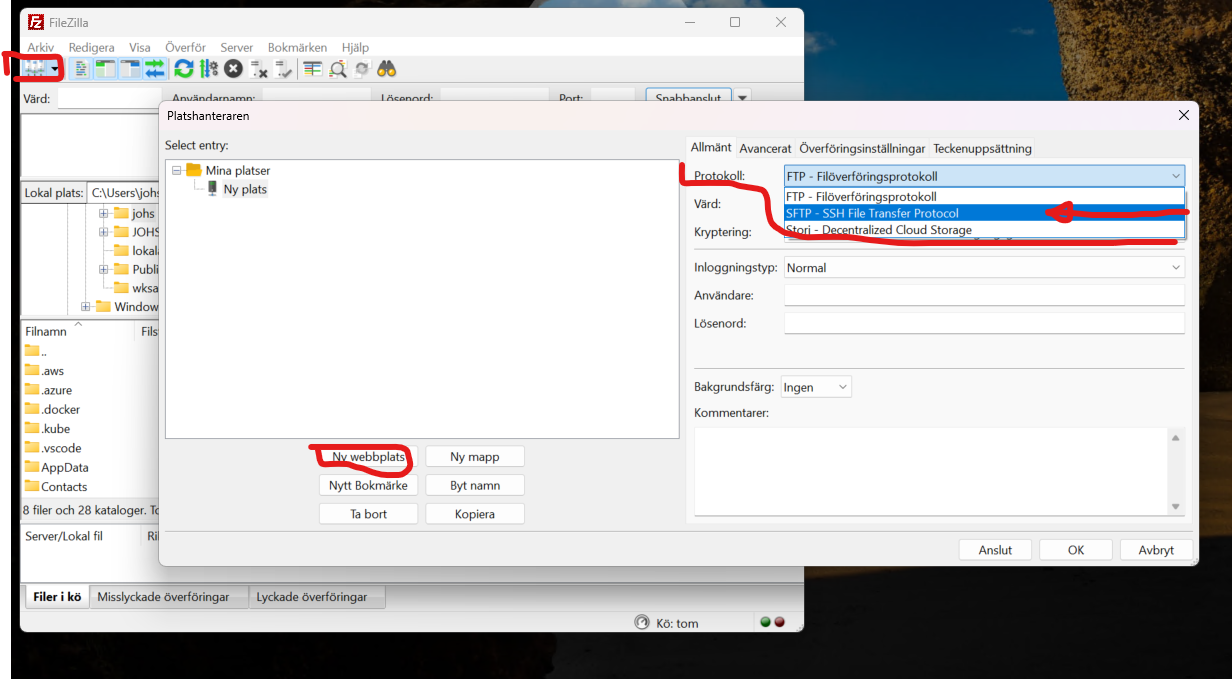 FileZilla
Arkiv Redigera Visa Överför Server Bokmärken Hjälp
Värd: Användarnamn: Lösenord: Port: Snabbanslut
Platshanteraren
Select entry:
Mina platser
Ny plats
Ny webbplats Ny mapp
Nytt Bokmärke Byt namn
Ta bort Kopiera
Allmänt Avancerat Överföringsinställningar Teckenuppsättning
Protokoll: FTP - Filöverföringsprotokoll
FTP - Filöverföringsprotokoll
Värd:
SFTP - SSH File Transfer Protocol
Kryptering: Storj - Decentralized Cloud Storage
Inloggningstyp: Normal
Användare:
Lösenord:
Bakgrundsfärg: Ingen
Kommentarer:
Anslut OK Avbryt
Lokal plats: C:\Users\johs
johs
JOHS
lokala
Publi
wksa
Window
Filnamn Fils
..
.aws
.azure
.docker
.kube
.vscode
AppData
Contacts
8 filer och 28 kataloger. To
Server/Lokal fil Ri
Filer i kö Misslyckade överföringar Lyckade överföringar
Kö: tom